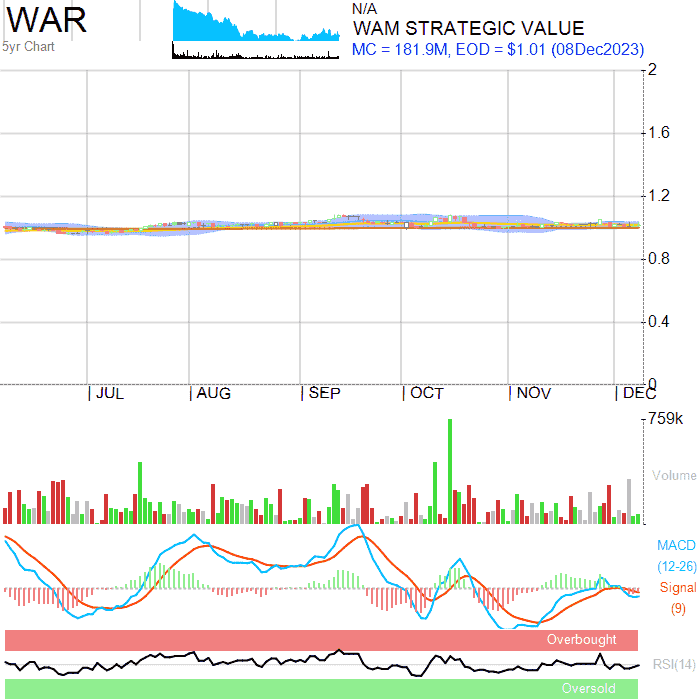 WAR
5yr Chart
N/A
WAM STRATEGIC VALUE
MC = 181.9M, EOD = $1.01 (08Dec2023)
2
1.6
1.2
0.8
0.4
0
JUL AUG SEP OCT NOV DEC
759k
Volume
MACD
(12-26)
Signal
(9)
Overbought
RSI(14)
Oversold